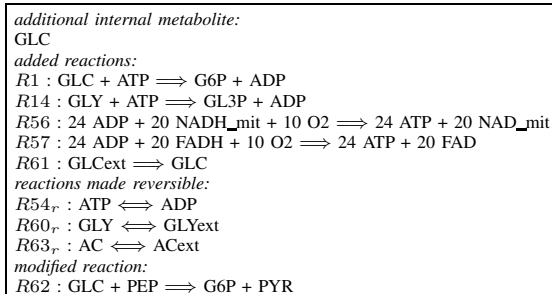 additional internal metabolite:
GLC
added reactions:
R1 : GLC + ATP ⟹ G6P + ADP
R14 : GLY + ATP ⟹ GL3P + ADP
R56 : 24 ADP + 20 NADH_mit + 10 O2 ⟹ 24 ATP + 20 NAD_mit
R57 : 24 ADP + 20 FADH + 10 O2 ⟹ 24 ATP + 20 FAD
R61 : GLCext ⟹ GLC
reactions made reversible:
R54r : ATP ⟺ ADP
R60r : GLY ⟺ GLYext
R63r : AC ⟺ ACext
modified reaction:
R62 : GLC + PEP ⟹ G6P + PYR